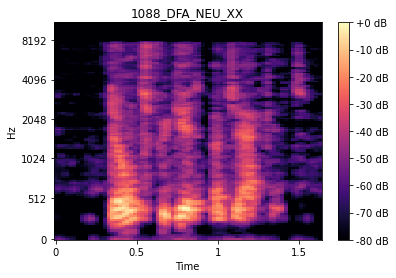 1088_DFA_NEU_XX
+0 dB
8192
-10 dB
4096
-20 dB
-30 dB
2048
Hz
-40 dB
1024
-50 dB
512
-60 dB
-70 dB
0
-80 dB
0
0.5
1
1.5
Time